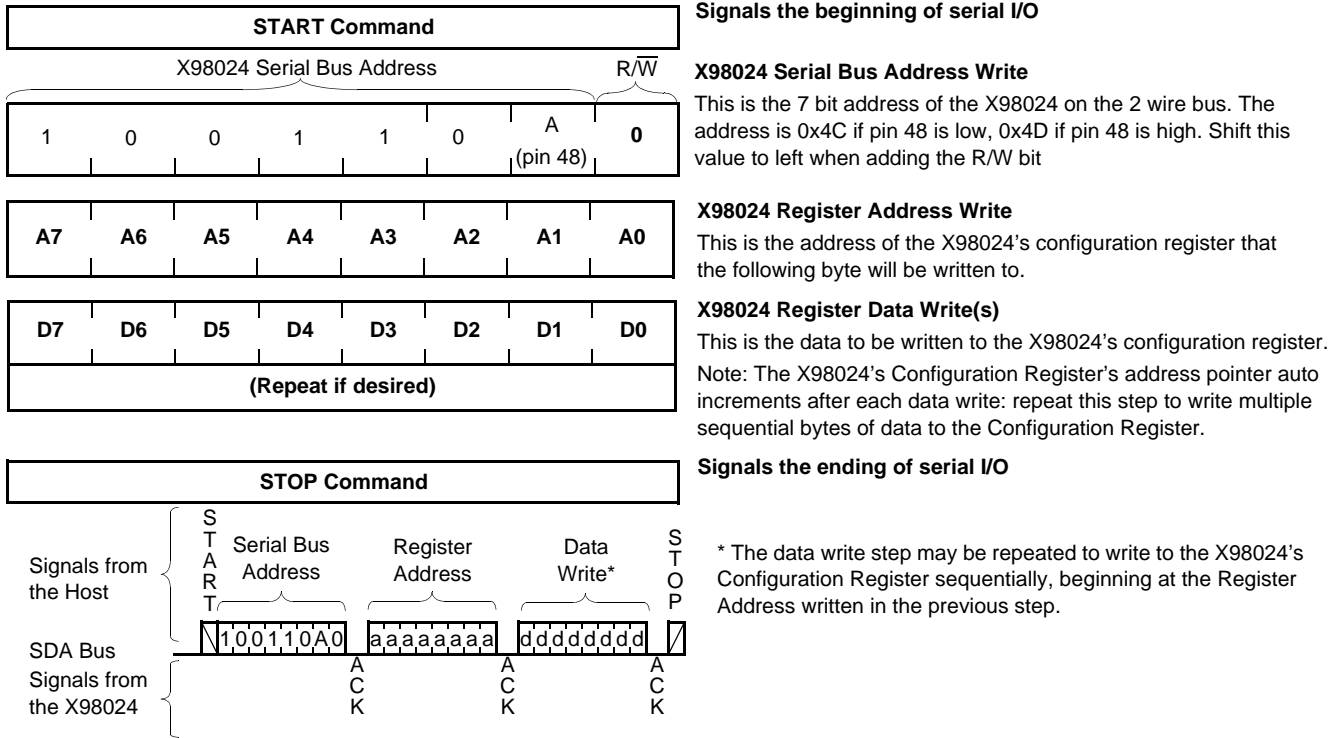 START Command
Signals the beginning of serial I/O
X98024 Serial Bus Address R/W
1 0 0 1 1 0 A (pin 48) 0
X98024 Serial Bus Address Write
This is the 7 bit address of the X98024 on the 2 wire bus. The
address is 0x4C if pin 48 is low, 0x4D if pin 48 is high. Shift this
value to left when adding the R/W bit
A7 A6 A5 A4 A3 A2 A1 A0
X98024 Register Address Write
This is the address of the X98024’s configuration register that
the following byte will be written to.
D7 D6 D5 D4 D3 D2 D1 D0
(Repeat if desired)
X98024 Register Data Write(s)
This is the data to be written to the X98024’s configuration register.
Note: The X98024’s Configuration Register’s address pointer auto
increments after each data write: repeat this step to write multiple
sequential bytes of data to the Configuration Register.
STOP Command
Signals the ending of serial I/O
Signals from
the Host
START
Serial Bus
Address
Register
Address
Data
Write*
STOP
* The data write step may be repeated to write to the X98024’s
Configuration Register sequentially, beginning at the Register
Address written in the previous step.
SDA Bus
100110A0 aaaaaaaa dddddddd
Signals from
the X98024
ACK ACK ACK